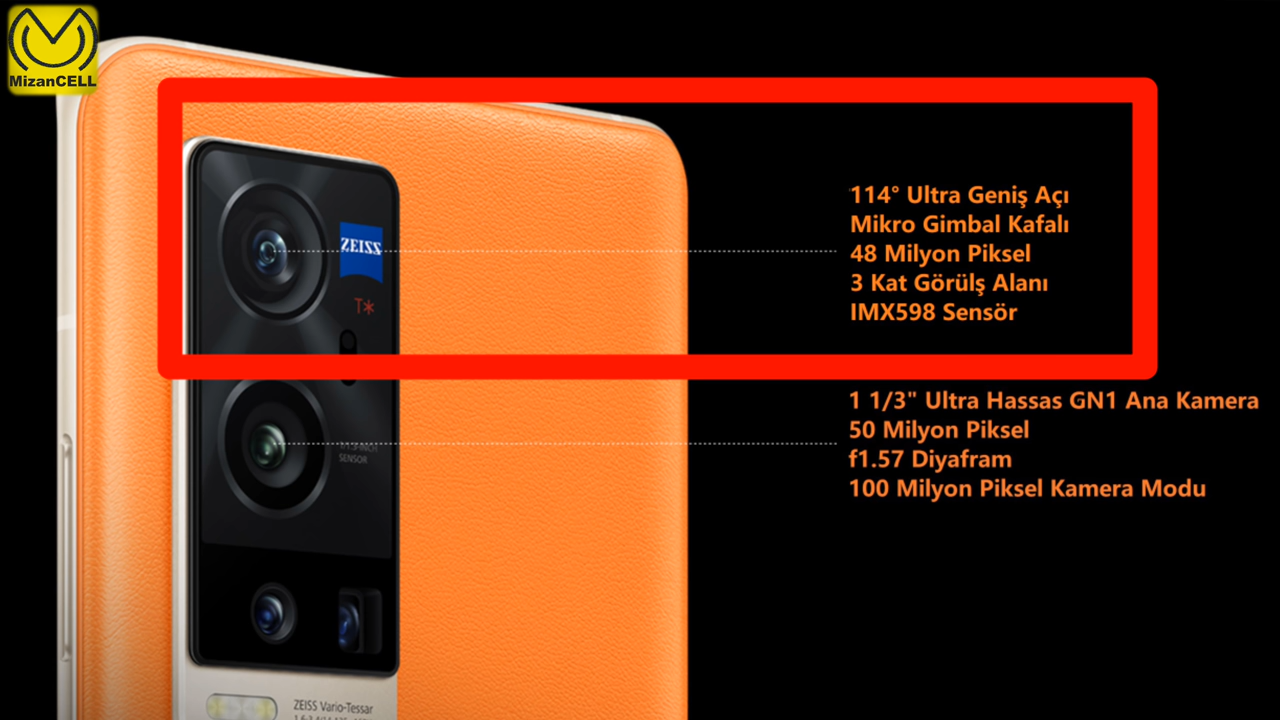 MizanCELL
114° Ultra Geniş Açı
Mikro Gimbal Kafalı
48 Milyon Piksel
3 Kat Görülş Alanı
IMX598 Sensör
ZEISS
T*
1 1/3" Ultra Hassas GN1 Ana Kamera
50 Milyon Piksel
f1.57 Diyafram
100 Milyon Piksel Kamera Modu
SENSOR
ZEISS Vario-Tessar